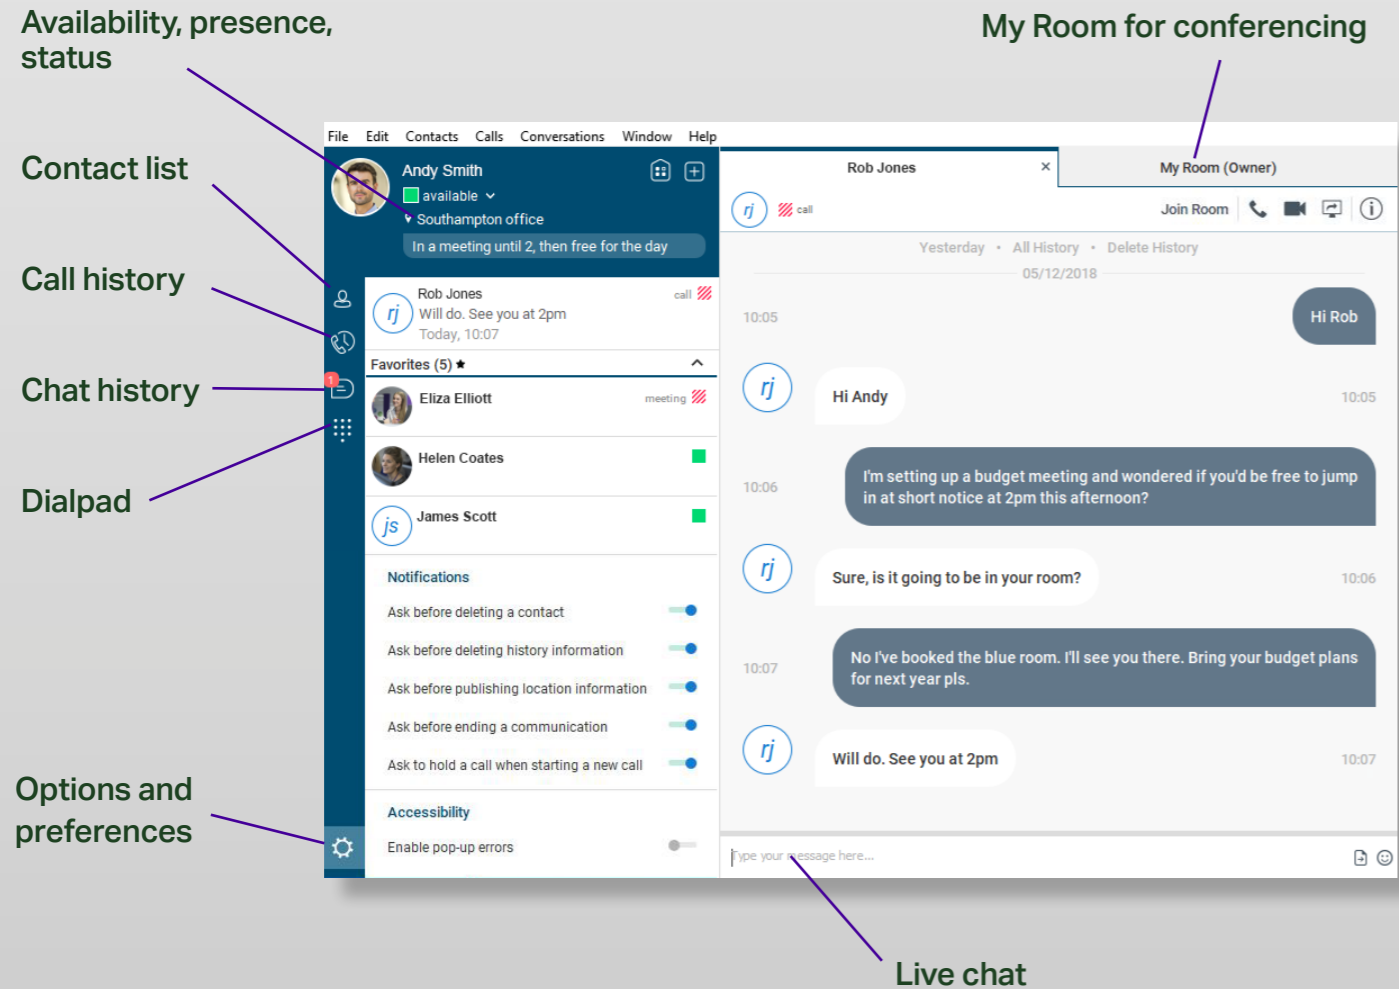 Availability, presence,
status
My Room for conferencing
Contact list
Call history
Chat history
Dialpad
Options and
preferences
Live chat
File Edit Contacts Calls Conversations Window Help
Andy Smith
available
Southampton office
In a meeting until 2, then free for the day
Rob Jones
call
Will do. See you at 2pm
Today, 10:07
rj
Favorites (5)
Eliza Elliott
meeting
Helen Coates
James Scott
js
1
Notifications
Ask before deleting a contact
Ask before deleting history information
Ask before publishing location information
Ask before ending a communication
Ask to hold a call when starting a new call
Accessibility
Enable pop-up errors
Rob Jones ×
My Room (Owner)
rj
call
Join Room
Yesterday • All History • Delete History
05/12/2018
10:05
Hi Rob
rj
Hi Andy
10:05
10:06
I'm setting up a budget meeting and wondered if you'd be free to jump
in at short notice at 2pm this afternoon?
rj
Sure, is it going to be in your room?
10:06
10:07
No I've booked the blue room. I'll see you there. Bring your budget plans
for next year pls.
rj
Will do. See you at 2pm
10:07
Type your message here...